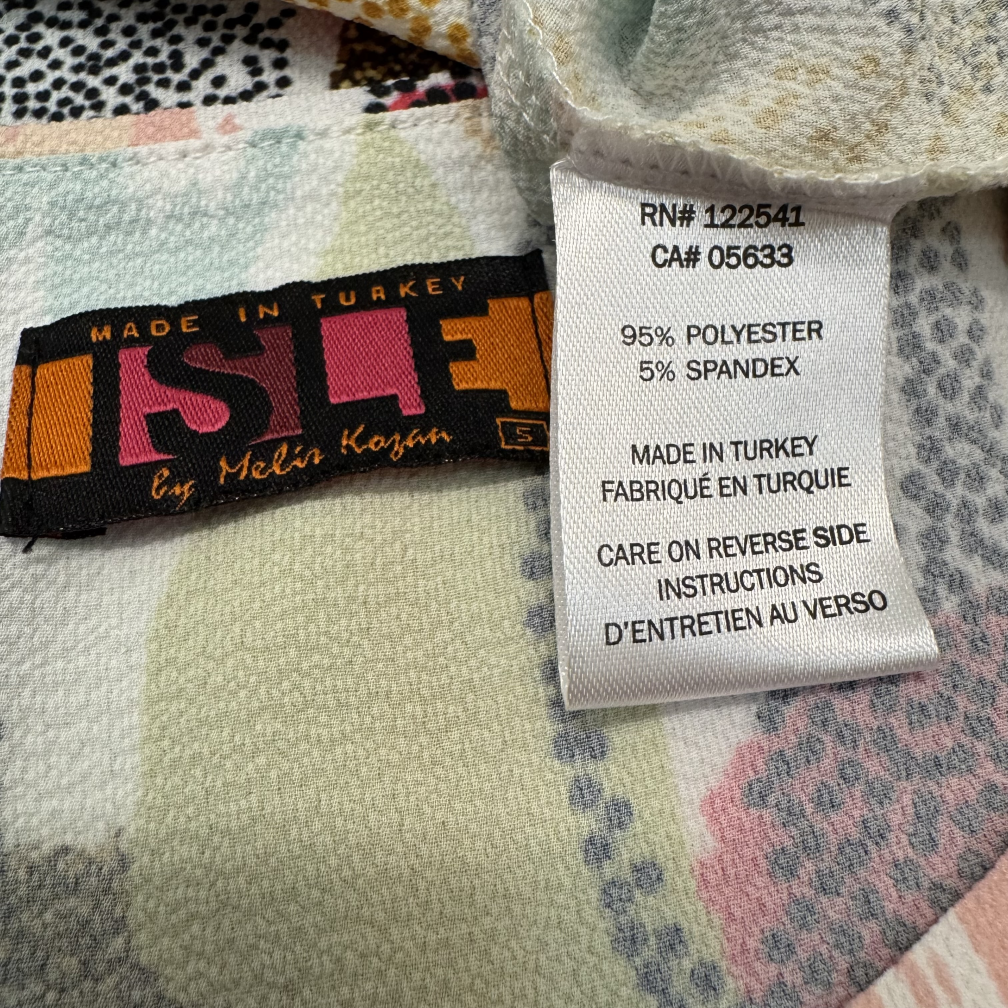 MADE IN TURKEY
ISLE
By Melis Kozan
S
RN# 122541
CA# 05633
95% POLYESTER
5% SPANDEX
MADE IN TURKEY
FABRIQUÉ EN TURQUIE
CARE ON REVERSE SIDE
INSTRUCTIONS
D'ENTRETIEN AU VERSO